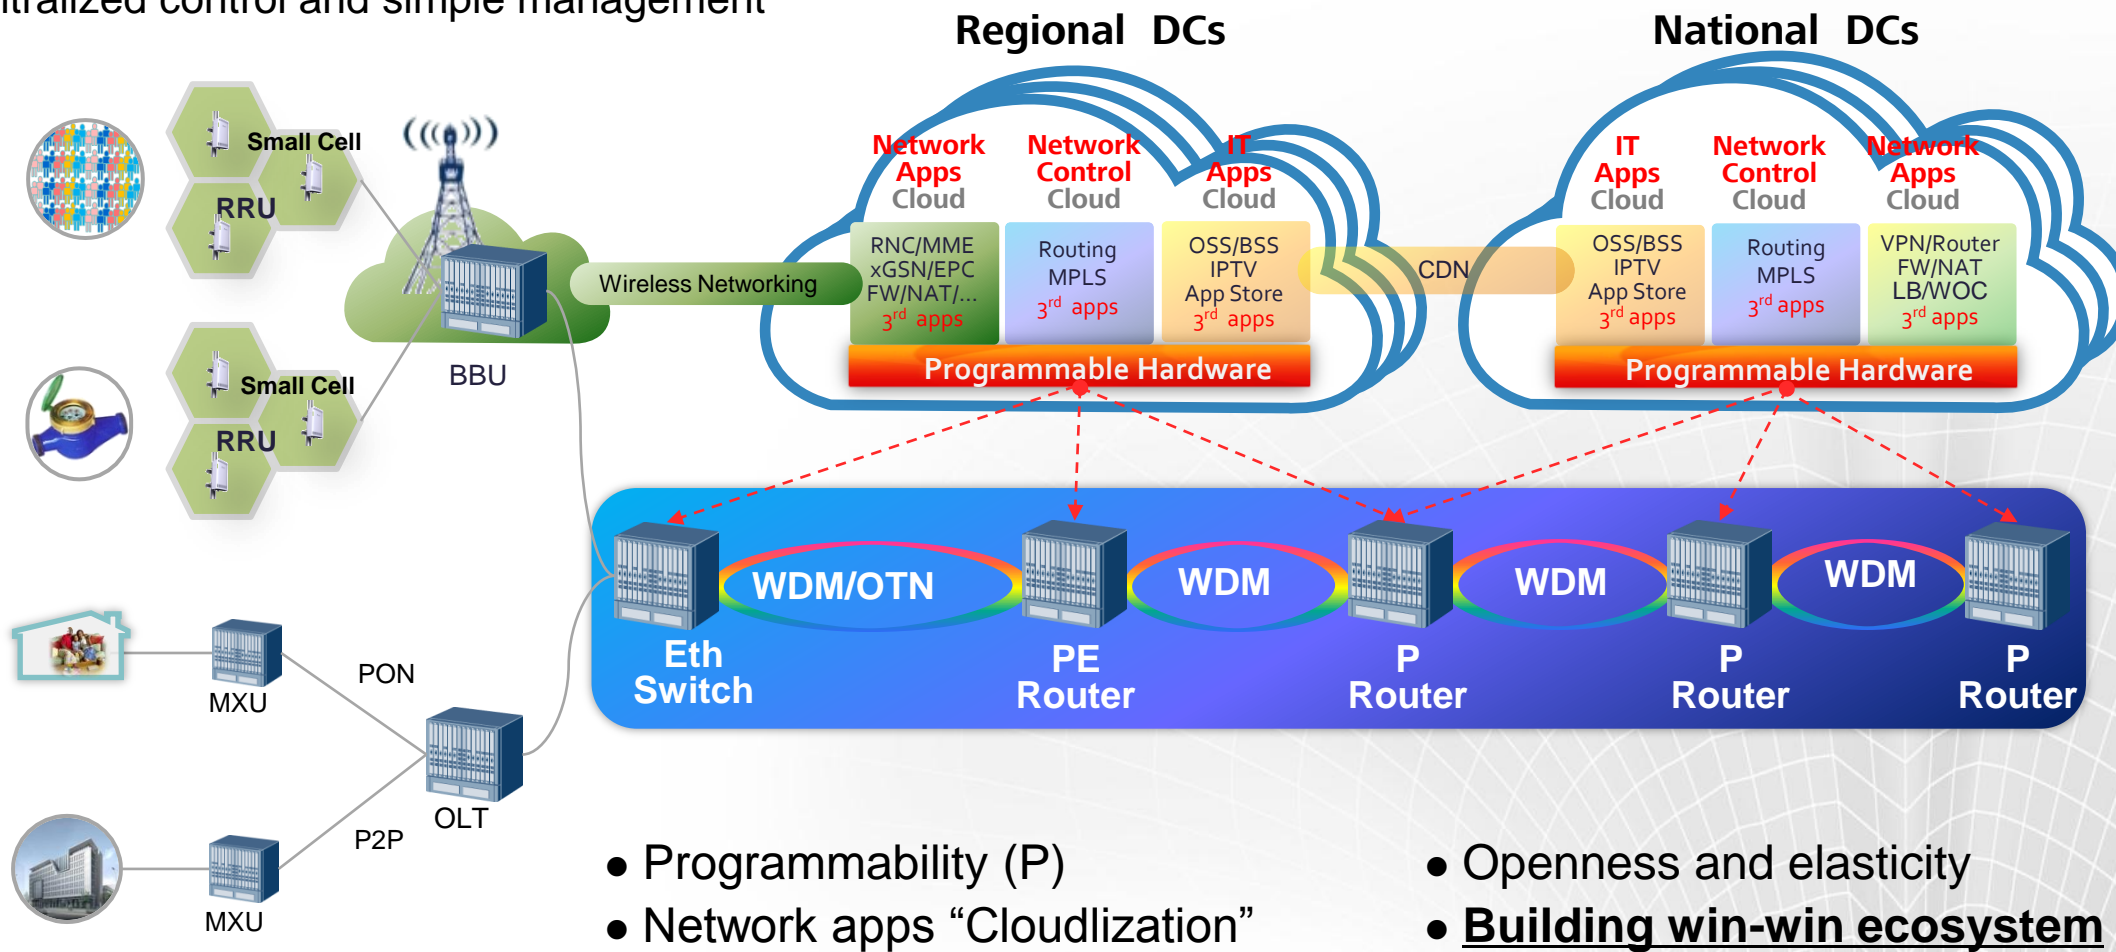 ntralized control and simple management
Regional DCs
National DCs
Small Cell
RRU
Small Cell
RRU
BBU
Wireless Networking
Network
Apps
Cloud
RNC/MME
xGSN/EPC
FW/NAT/...
3rd apps
Network
Control
Cloud
Routing
MPLS
3rd apps
IT
Apps
Cloud
OSS/BSS
IPTV
App Store
3rd apps
Programmable Hardware
CDN
IT
Apps
Cloud
OSS/BSS
IPTV
App Store
3rd apps
Network
Control
Cloud
Routing
MPLS
3rd apps
Network
Apps
Cloud
VPN/Router
FW/NAT
LB/WOC
3rd apps
Programmable Hardware
WDM/OTN
WDM
WDM
WDM
Eth
Switch
PE
Router
P
Router
P
Router
P
Router
MXU
PON
OLT
P2P
MXU
● Programmability (P)
● Network apps “Cloudlization”
● Openness and elasticity
● Building win-win ecosystem